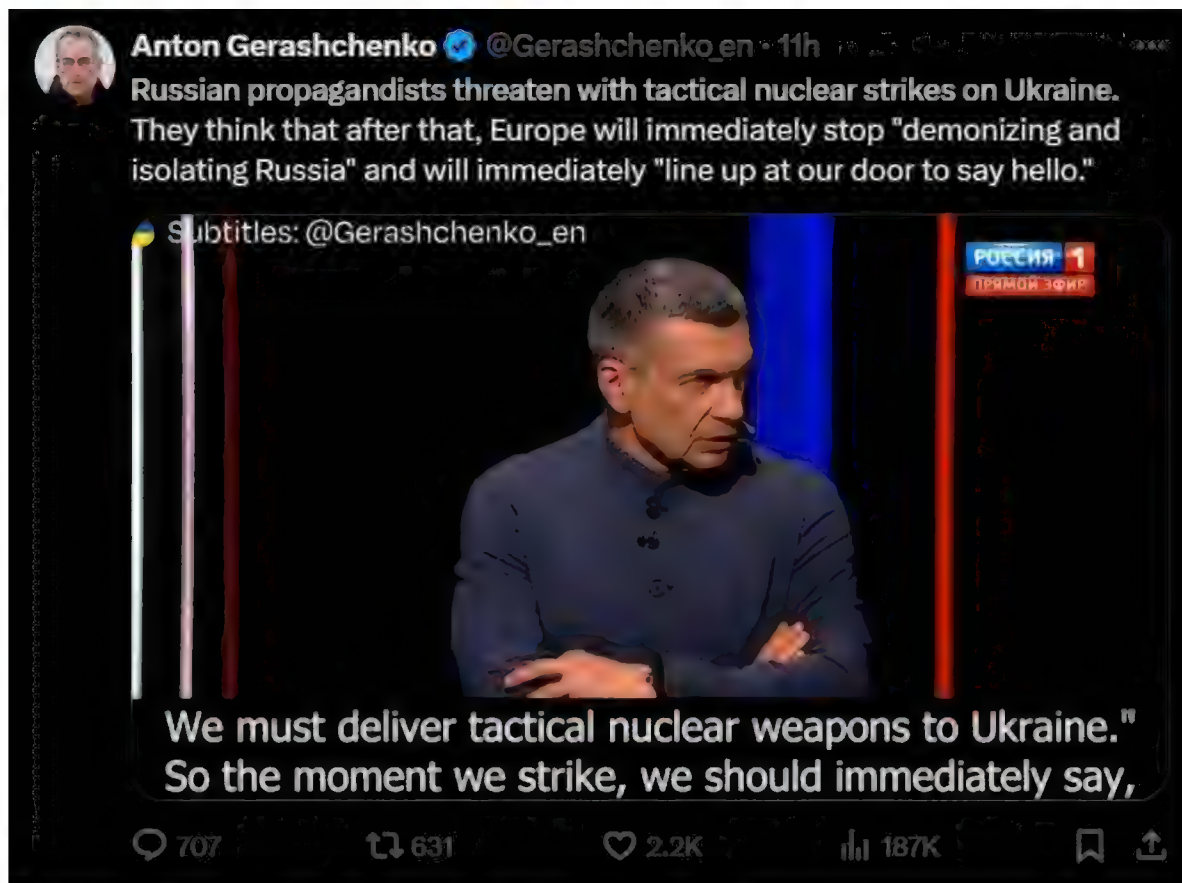 Anton Gerashchenko @Gerashchenko_en · 11h
Russian propagandists threaten with tactical nuclear strikes on Ukraine.
They think that after that, Europe will immediately stop "demonizing and
isolating Russia" and will immediately "line up at our door to say hello."
Subtitles: @Gerashchenko_en
РОССИЯ 1
ПРЯМОЙ ЭФИР
We must deliver tactical nuclear weapons to Ukraine."
So the moment we strike, we should immediately say,
707 631 2.2K 187K